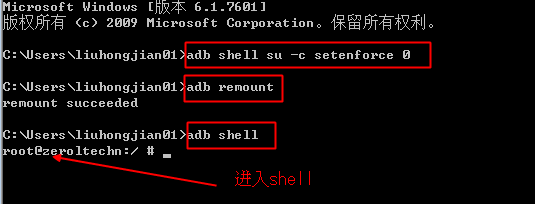 Microsoft Windows [版本 6.1.7601]
版权所有 (c) 2009 Microsoft Corporation。保留所有权利。
C:\Users\liuhongjian01>adb shell su -c setenforce 0
C:\Users\liuhongjian01>adb remount
remount succeeded
C:\Users\liuhongjian01>adb shell
root@zeroltechn:/ # _
进入shell